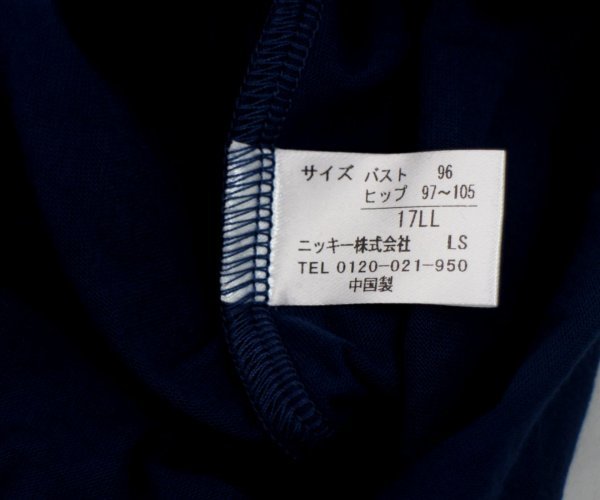 サイズ バスト 96
ヒップ 97～105
17LL
ニッキー株式会社 LS
TEL 0120-021-950
中国製